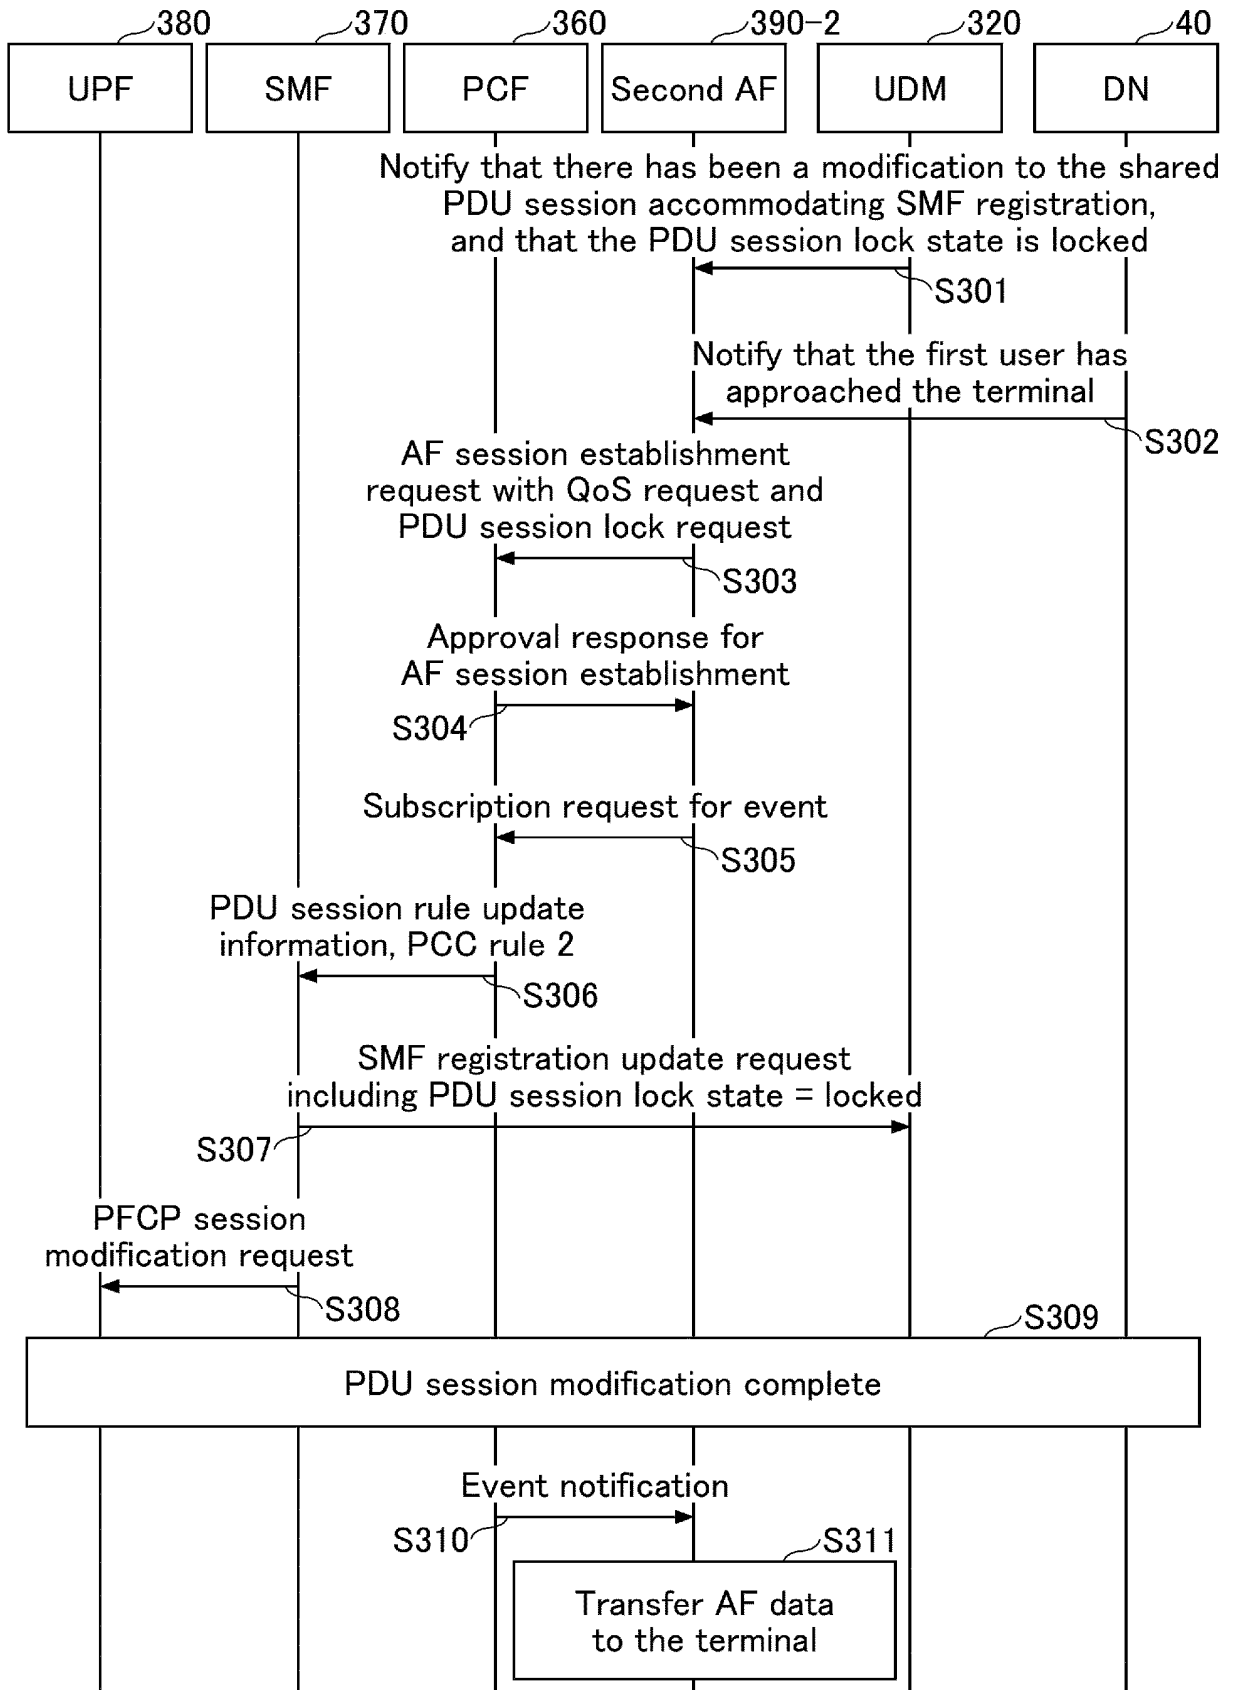 380 370 360 390-2 320 40
UPF SMF PCF Second AF UDM DN
Notify that there has been a modification to the shared
PDU session accommodating SMF registration,
and that the PDU session lock state is locked
S301
Notify that the first user has
approached the terminal
S302
AF session establishment
request with QoS request and
PDU session lock request
S303
Approval response for
AF session establishment
S304
Subscription request for event
S305
PDU session rule update
information, PCC rule 2
S306
SMF registration update request
including PDU session lock state = locked
S307
PFCP session
modification request
S308
S309
PDU session modification complete
Event notification
S310
S311
Transfer AF data
to the terminal